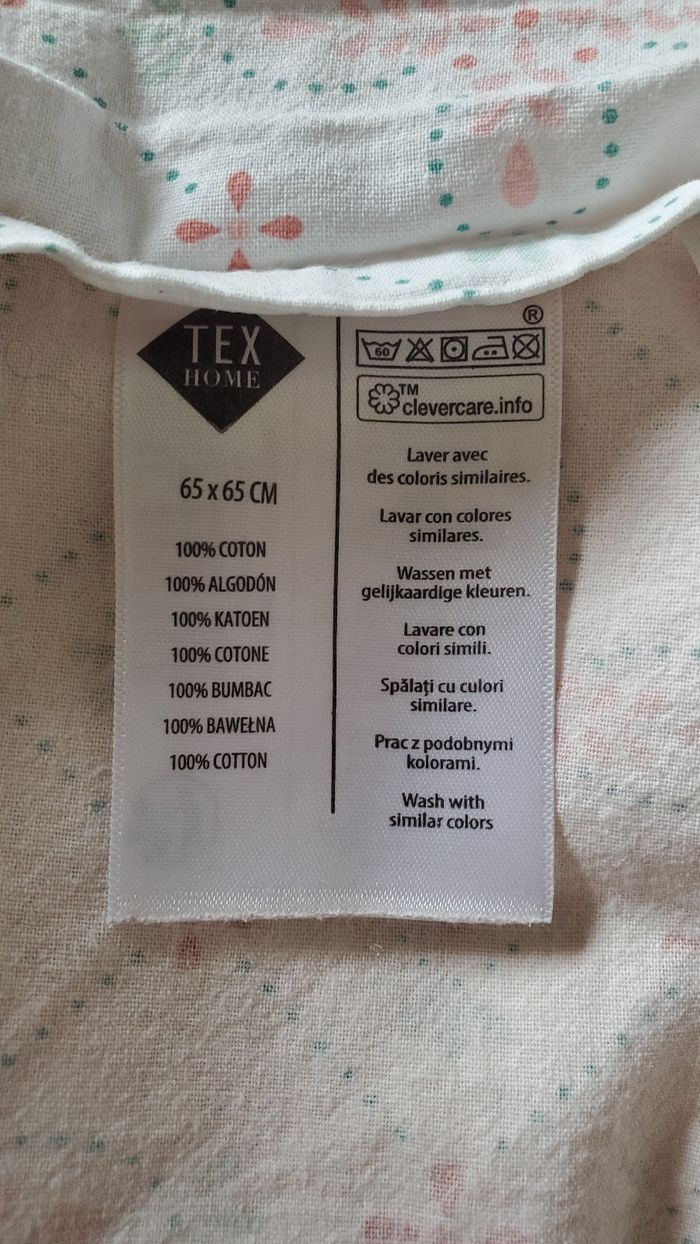 TEX
HOME
65 x 65 CM
100% COTON
100% ALGODÓN
100% KATOEN
100% COTONE
100% BUMBAC
100% BAWEŁNA
100% COTTON
®
60
TM
clevercare.info
Laver avec
des coloris similaires.
Lavar con colores
similares.
Wassen met
gelijkaardige kleuren.
Lavare con
colori simili.
Spălați cu culori
similare.
Prac z podobnymi
kolorami.
Wash with
similar colors